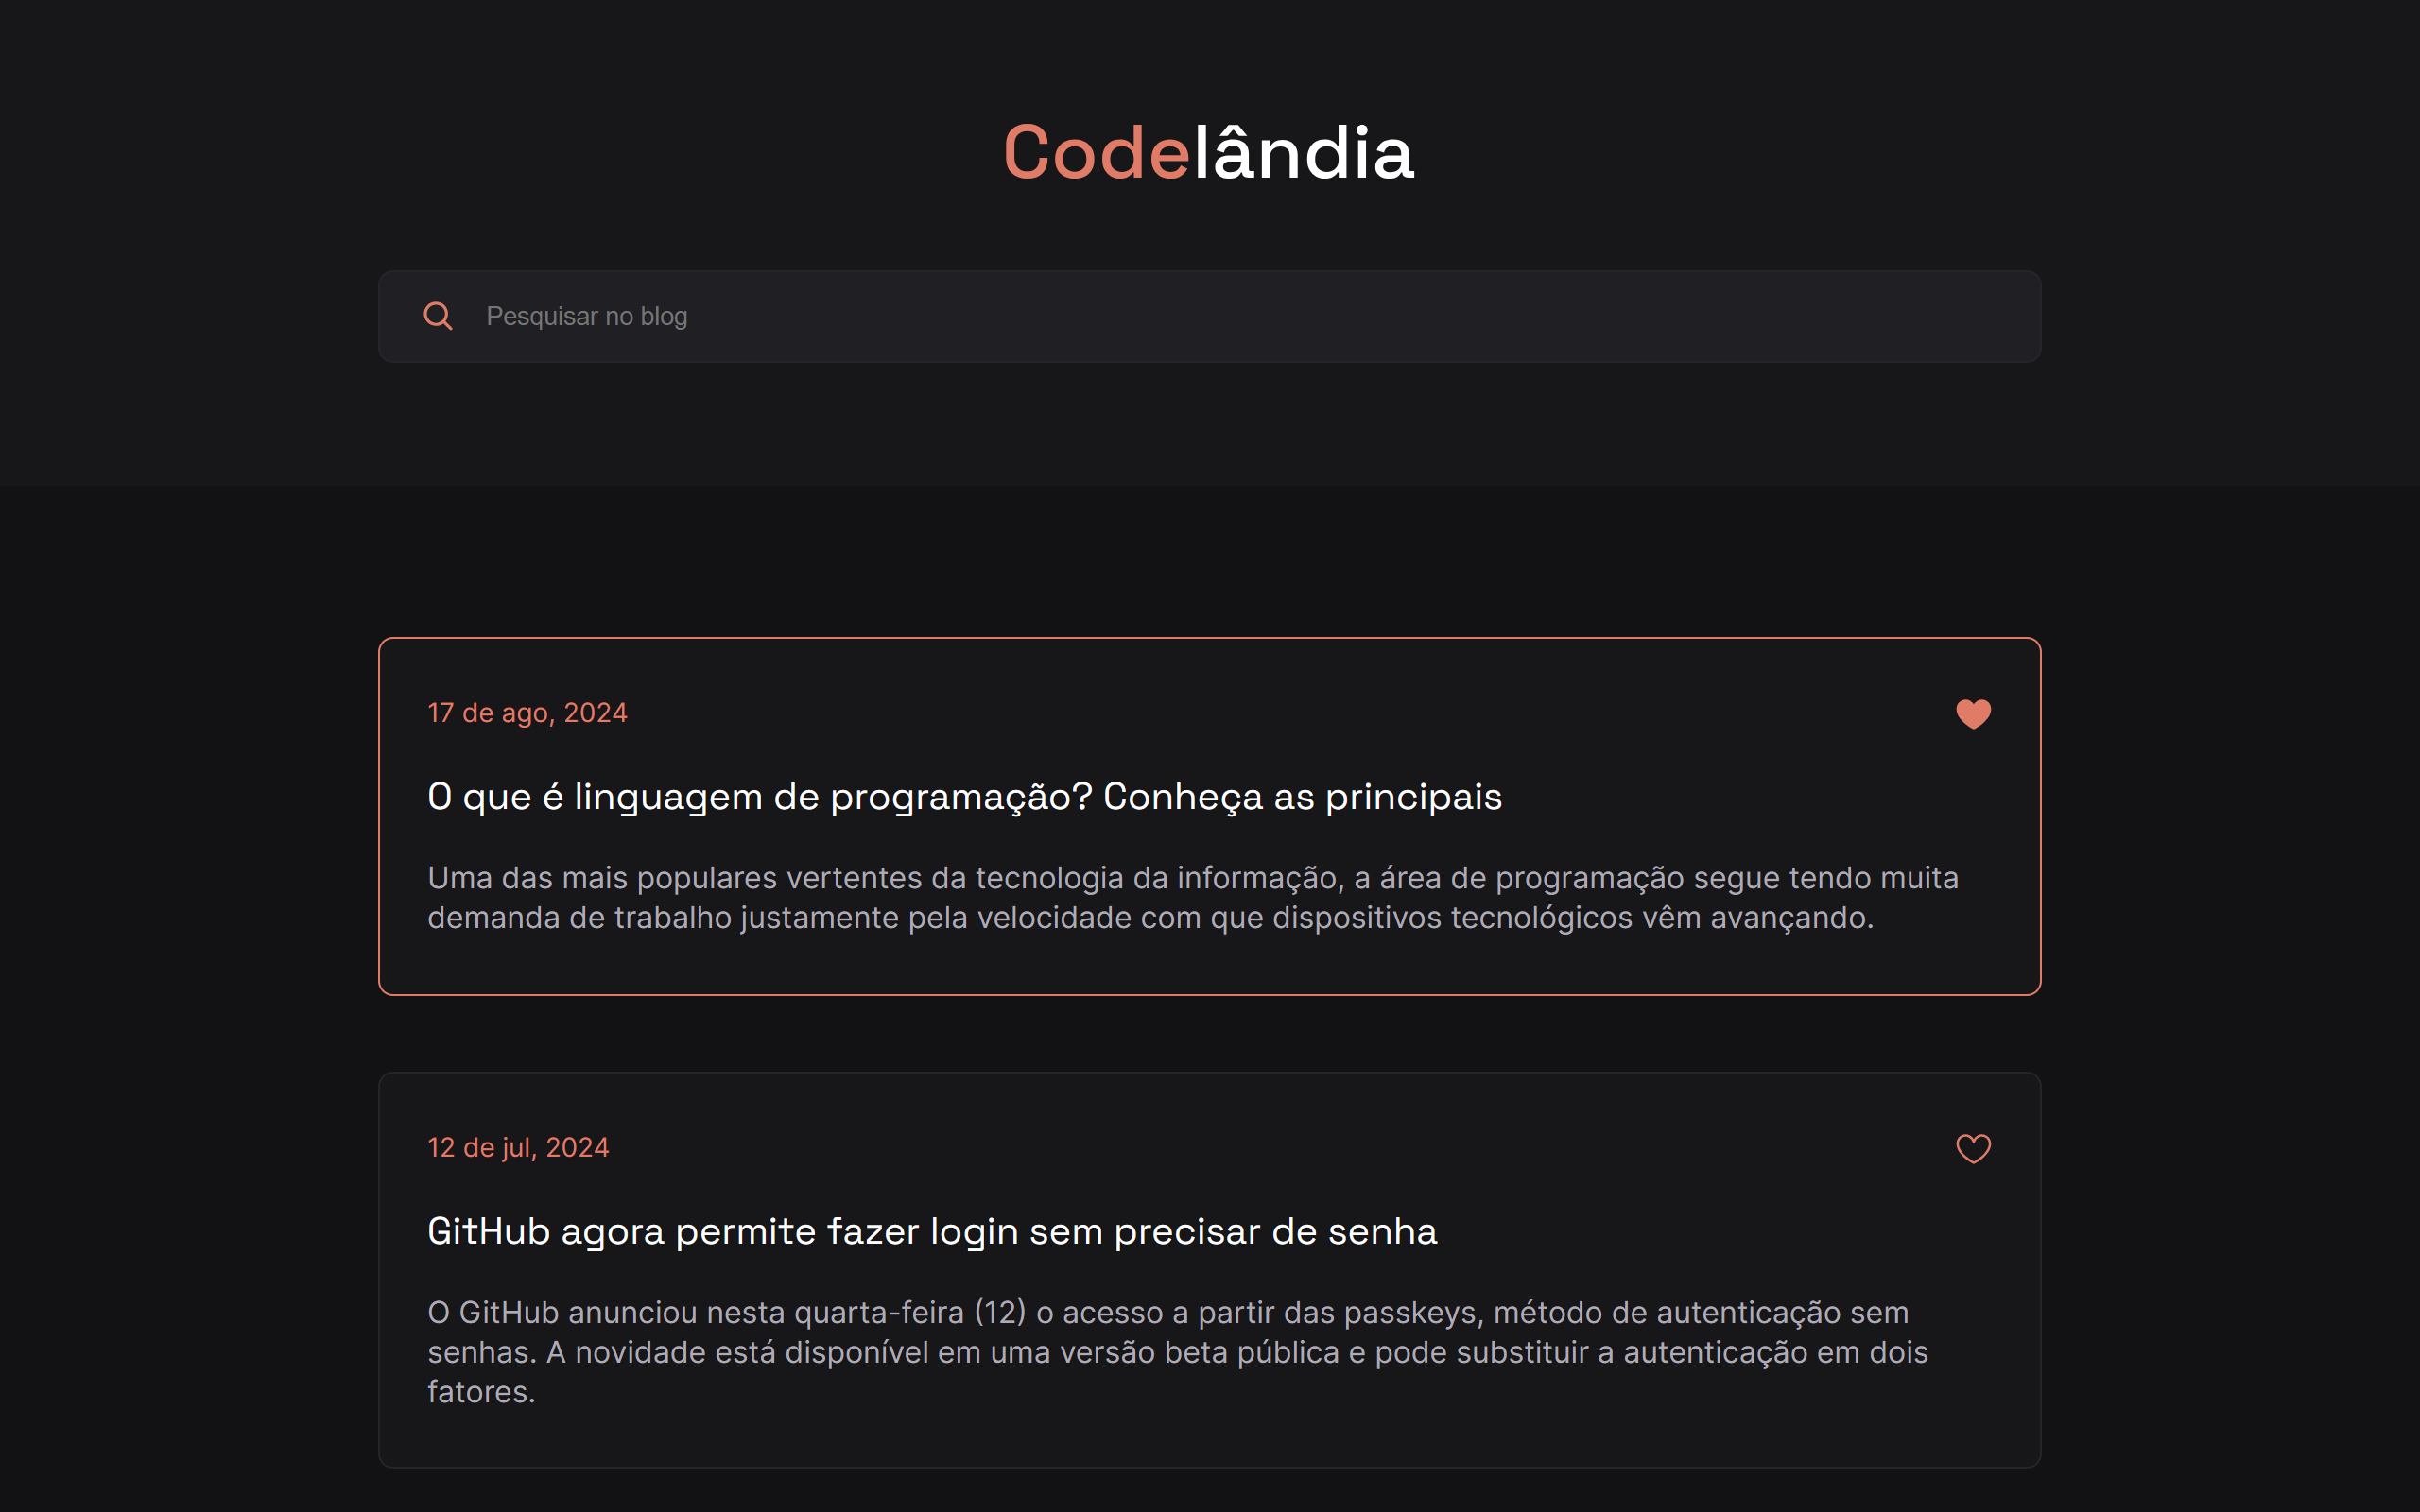 Codelândia
Pesquisar no blog
17 de ago, 2024
O que é linguagem de programação? Conheça as principais
Uma das mais populares vertentes da tecnologia da informação, a área de programação segue tendo muita
demanda de trabalho justamente pela velocidade com que dispositivos tecnológicos vêm avançando.
12 de jul, 2024
GitHub agora permite fazer login sem precisar de senha
O GitHub anunciou nesta quarta-feira (12) o acesso a partir das passkeys, método de autenticação sem
senhas. A novidade está disponível em uma versão beta pública e pode substituir a autenticação em dois
fatores.